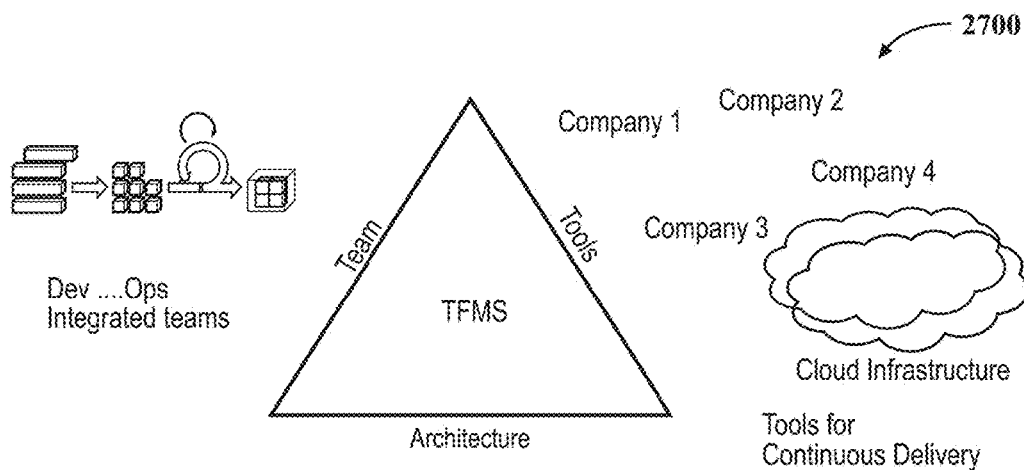 2700
Company 1
Company 2
Company 4
Company 3
Team
Tools
Dev ....Ops
Integrated teams
TFMS
Cloud Infrastructure
Architecture
Tools for
Continuous Delivery